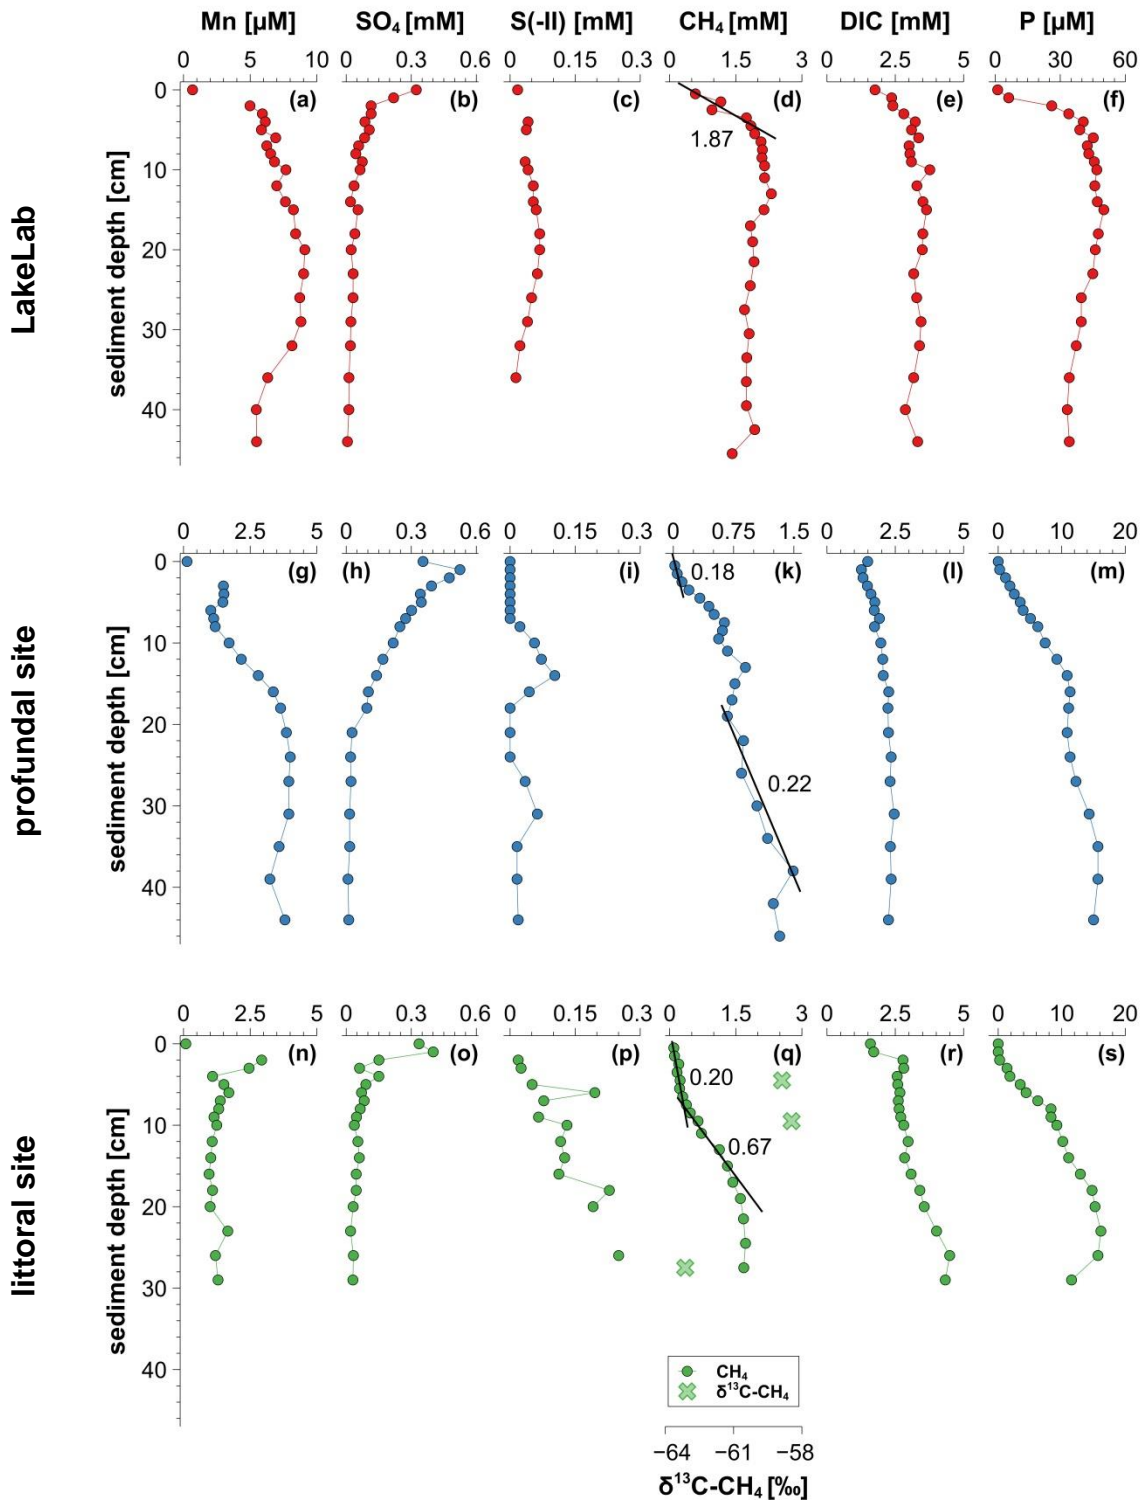 Mn [µM] SO₄ [mM] S(-II) [mM] CH₄ [mM] DIC [mM] P [µM]
0 5 10 0 0.3 0.6 0 0.15 0.3 0 1.5 3 0 2.5 5 0 30 60
LakeLab
sediment depth [cm]
0
10
20
30
40
(a) (b) (c) (d) (e) (f)
1.87
0 2.5 5 0 0.3 0.6 0 0.15 0.3 0 0.75 1.5 0 2.5 5 0 10 20
profundal site
sediment depth [cm]
0
10
20
30
40
(g) (h) (i) (k) (l) (m)
0.18
0.22
0 2.5 5 0 0.3 0.6 0 0.15 0.3 0 1.5 3 0 2.5 5 0 10 20
littoral site
sediment depth [cm]
0
10
20
30
40
(n) (o) (p) (q) (r) (s)
0.20
0.67
CH₄
δ¹³C-CH₄
−64 −61 −58
δ¹³C-CH₄ [‰]